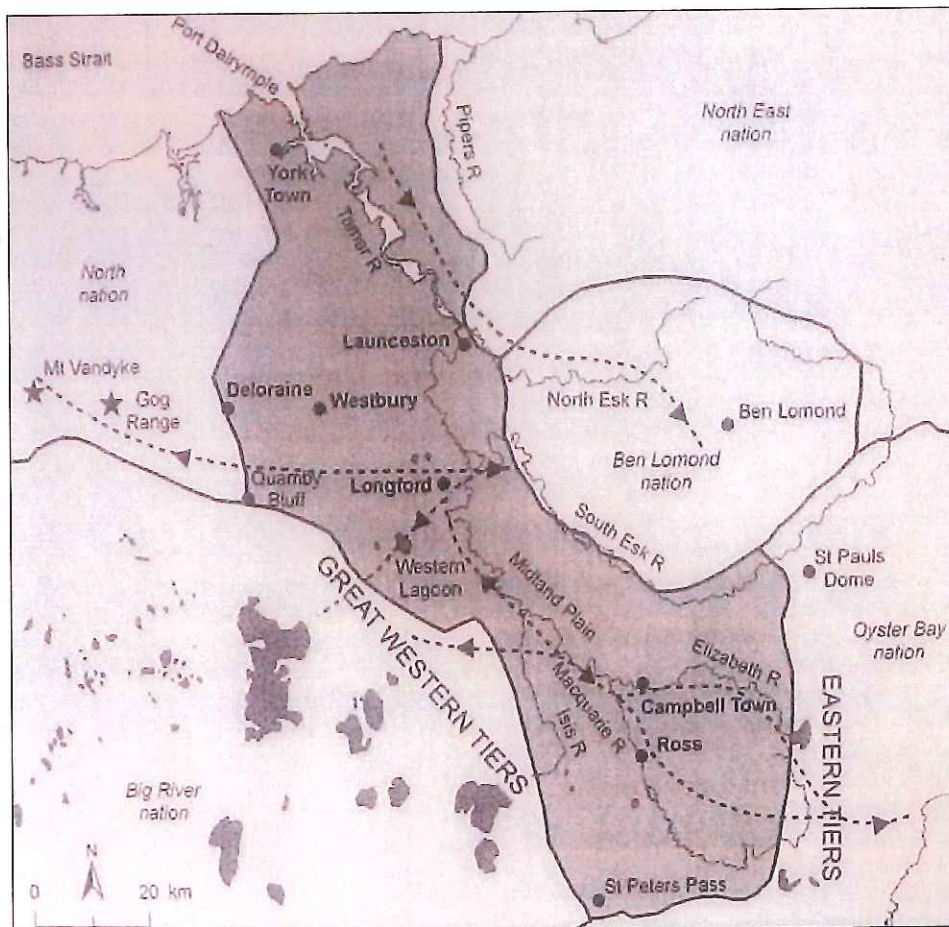 Bass Strait
Port Dalrymple
York
Town
Pipers R
North East
nation
Tamar R
North
nation
Launceston
Mt Vandyke
Gog
Range
Deloraine
Westbury
North Esk R
Ben Lomond
Ben Lomond
nation
Quamby
Bluff
Longford
South Esk R
Western
Lagoon
Midland Plain
St Pauls
Dome
GREAT WESTERN TIERS
Oyster Bay
nation
Elizabeth R
Macquarie R
Isis R
Campbell Town
Ross
EASTERN TIERS
Big River
nation
N
0 20 km
St Peters Pass